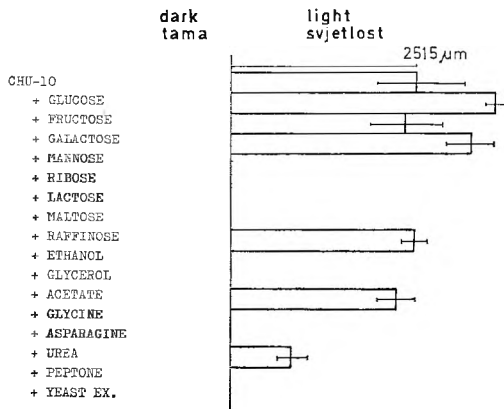 dark light
tama svjetlost
2515 µm
CHU-10
+ GLUCOSE
+ FRUCTOSE
+ GALACTOSE
+ MANNOSE
+ RIBOSE
+ LACTOSE
+ MALTOSE
+ RAFFINOSE
+ ETHANOL
+ GLYCEROL
+ ACETATE
+ GLYCINE
+ ASPARAGINE
+ UREA
+ PEPTONE
+ YEAST EX.